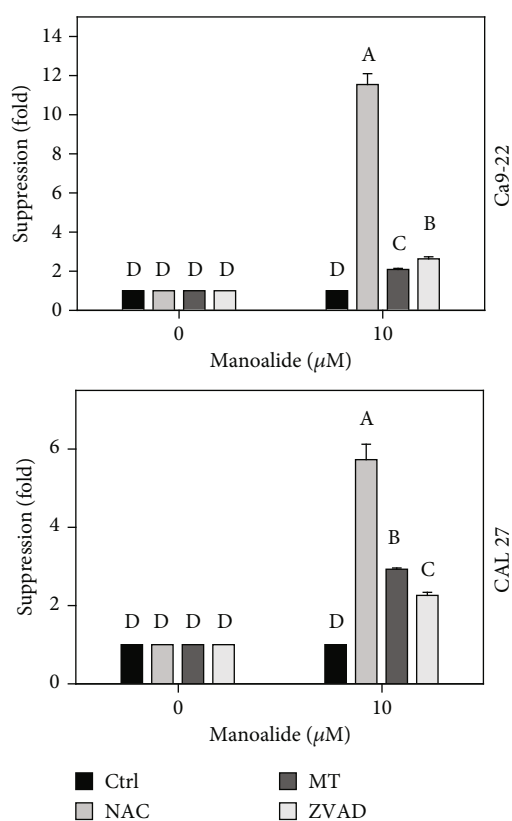 14
12
A
10
8
6
4
B
C
2
D D D D
D
0
0 10
Manoalide (μM)
Suppression (fold)
Ca9-22
A
6
4
B
C
2
D D D D
D
0
0 10
Manoalide (μM)
Suppression (fold)
CAL 27
Ctrl MT
NAC ZVAD